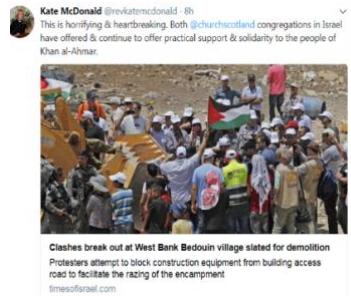 Kate McDonald @revkatemcdonald · 8h
This is horrifying & heartbreaking. Both @churchscotland congregations in Israel
have offered & continue to offer practical support & solidarity to the people of
Khan al-Ahmar.
Clashes break out at West Bank Bedouin village slated for demolition
Protesters attempt to block construction equipment from building access
road to facilitate the razing of the encampment
timesofisrael.com